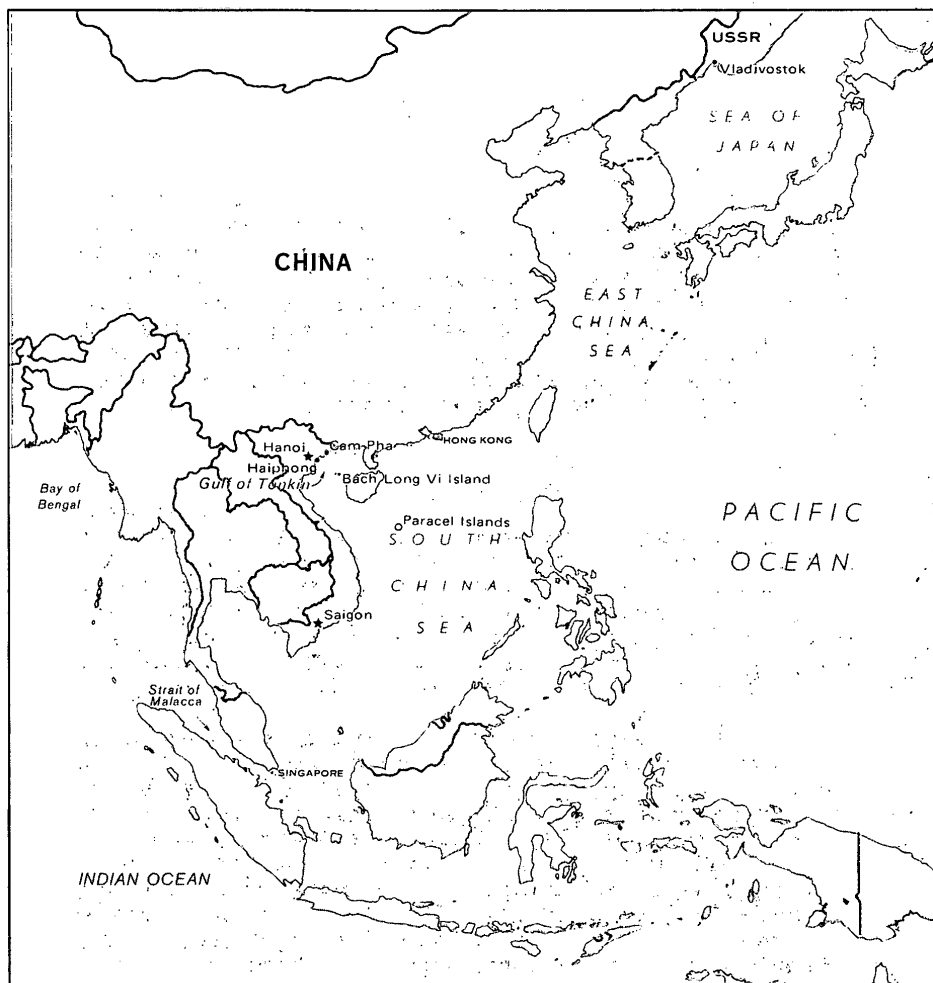 USSR
Vladivostok
SEA OF
JAPAN
CHINA
EAST
CHINA
SEA
HONG KONG
Hanoi
Cam Pha
Haiphong
Gulf of Tonkin
Bach Long Vi Island
Bay of
Bengal
Paracel Islands
SOUTH
CHINA
SEA
PACIFIC
OCEAN
Saigon
Strait of
Malacca
SINGAPORE
INDIAN OCEAN